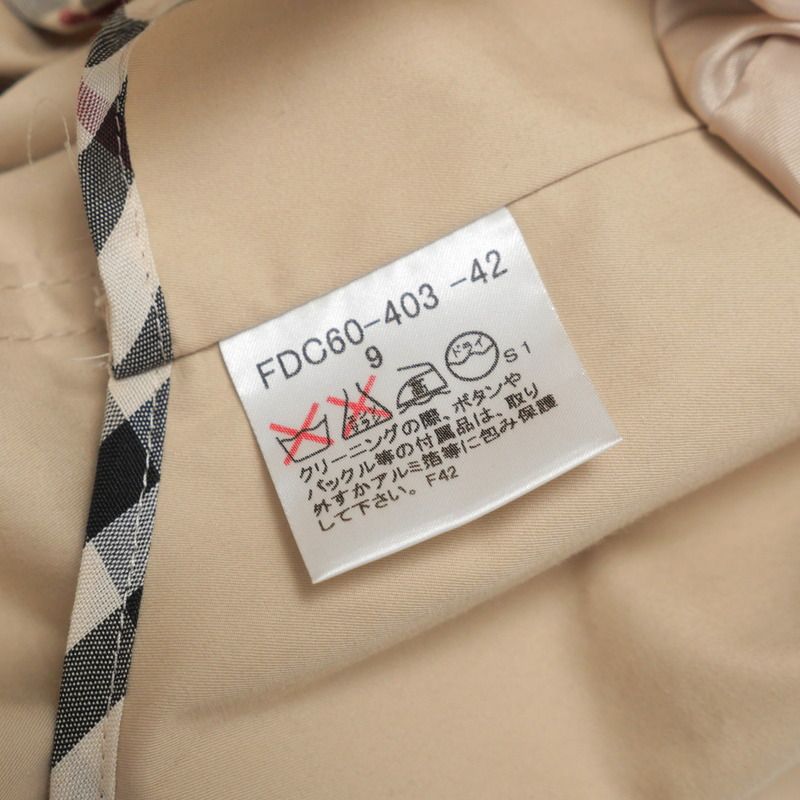 FDC60-403 -42
9
ドライ
S1
クリーニングの際、ボタンや
バックル等の付属品は、取り
外すかアルミ箔等に包み保護
して下さい。F42